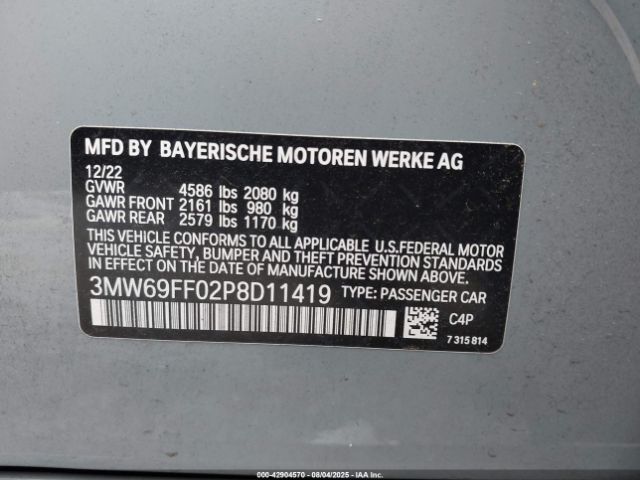 MFD BY BAYERISCHE MOTOREN WERKE AG
12/22
GVWR 4586 lbs 2080 kg
GAWR FRONT 2161 lbs 980 kg
GAWR REAR 2579 lbs 1170 kg
THIS VEHICLE CONFORMS TO ALL APPLICABLE U.S.FEDERAL MOTOR
VEHICLE SAFETY, BUMPER AND THEFT PREVENTION STANDARDS
IN EFFECT ON THE DATE OF MANUFACTURE SHOWN ABOVE.
3MW69FF02P8D11419 TYPE: PASSENGER CAR
C4P
7 315 814
000-42904570 - 08/04/2025 - IAA Inc.